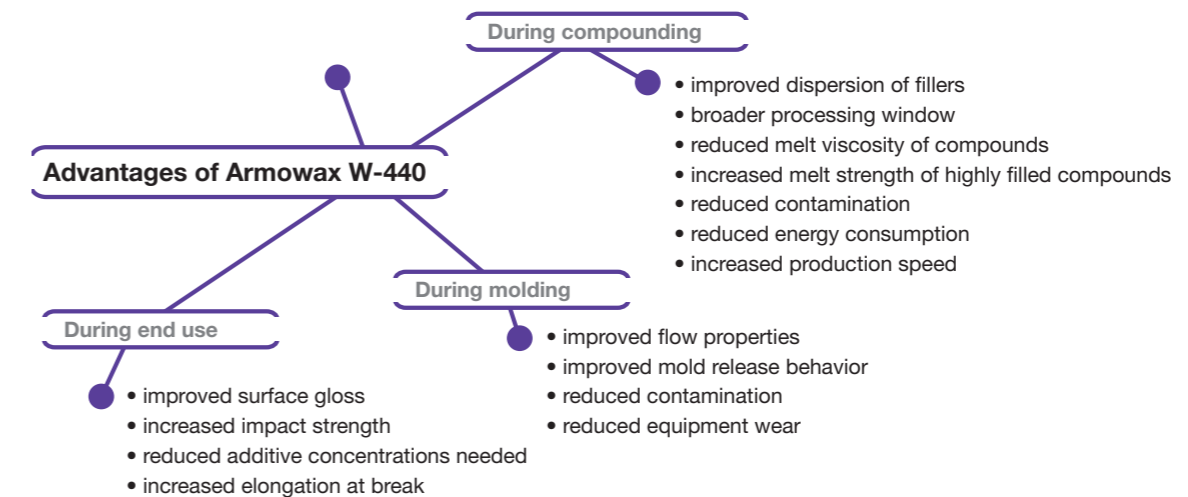 During compounding
• improved dispersion of fillers
• broader processing window
• reduced melt viscosity of compounds
• increased melt strength of highly filled compounds
• reduced contamination
• reduced energy consumption
• increased production speed
Advantages of Armowax W-440
During molding
• improved flow properties
• improved mold release behavior
• reduced contamination
• reduced equipment wear
During end use
• improved surface gloss
• increased impact strength
• reduced additive concentrations needed
• increased elongation at break